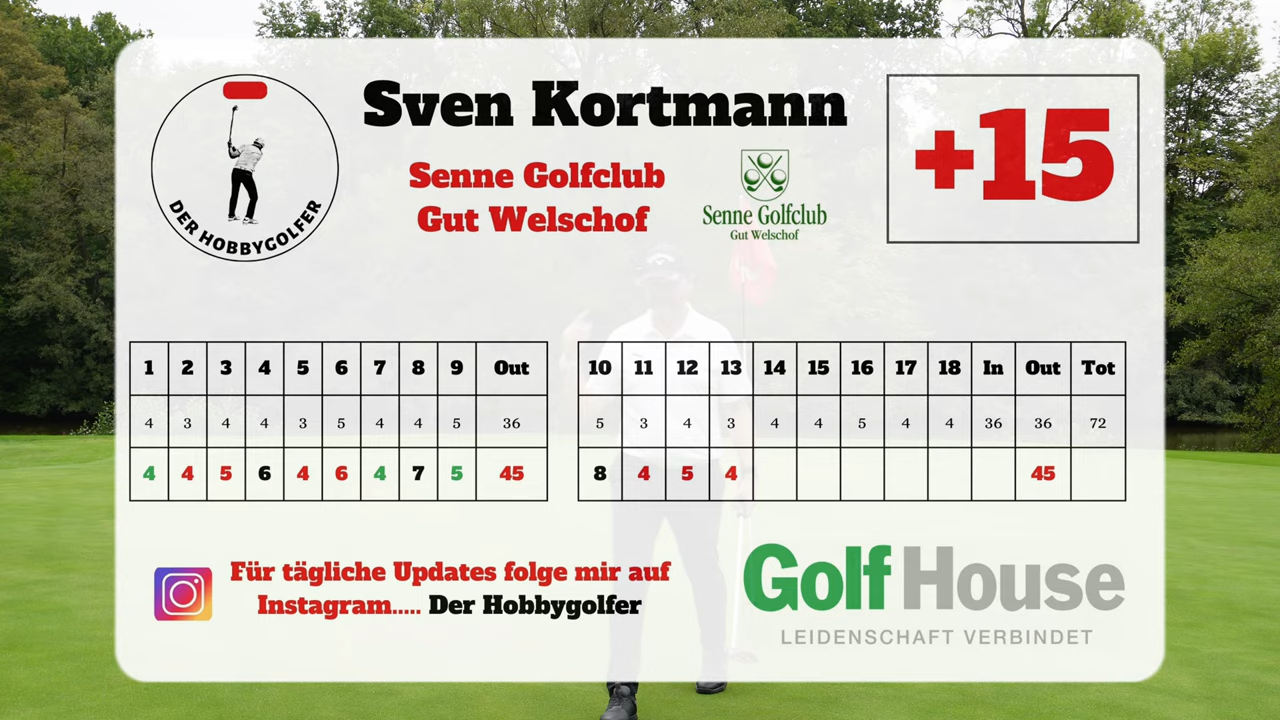 Sven Kortmann
+15
DER HOBBYGOLFER
Senne Golfclub
Gut Welschof
Senne Golfclub
Gut Welschof
1 2 3 4 5 6 7 8 9 Out
4 3 4 4 3 5 4 4 5 36
4 4 5 6 4 6 4 7 5 45
10 11 12 13 14 15 16 17 18 In Out Tot
5 3 4 3 4 4 5 4 4 36 36 72
8 4 5 4 45
Für tägliche Updates folge mir auf
Instagram..... Der Hobbygolfer
GolfHouse
LEIDENSCHAFT VERBINDET